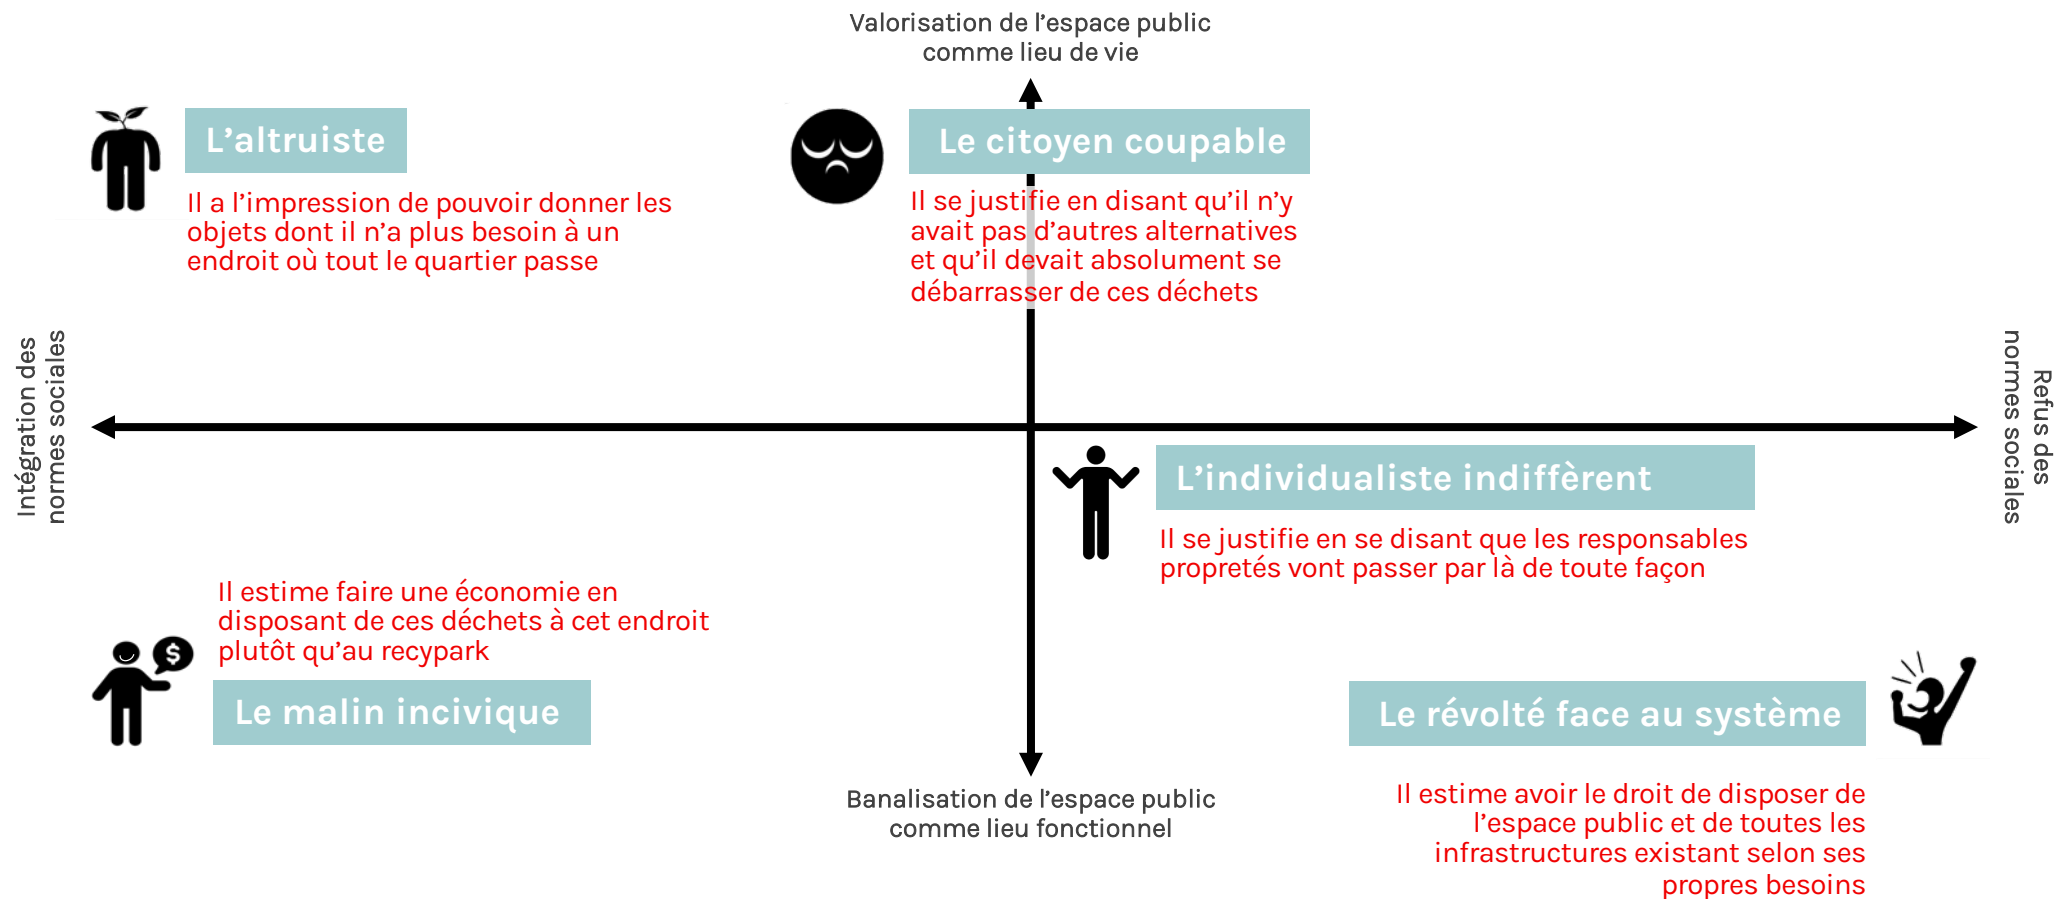 Valorisation de l’espace public
comme lieu de vie
L’altruiste
Il a l’impression de pouvoir donner les
objets dont il n’a plus besoin à un
endroit où tout le quartier passe
Le citoyen coupable
Il se justifie en disant qu’il n’y
avait pas d’autres alternatives
et qu’il devait absolument se
débarrasser de ces déchets
Intégration des
normes sociales
Refus des
normes sociales
L’individualiste indiffèrent
Il se justifie en se disant que les responsables
propretés vont passer par là de toute façon
Il estime faire une économie en
disposant de ces déchets à cet endroit
plutôt qu’au recypark
$
Le malin incivique
Le révolté face au système
Il estime avoir le droit de disposer de
l’espace public et de toutes les
infrastructures existant selon ses
propres besoins
Banalisation de l’espace public
comme lieu fonctionnel